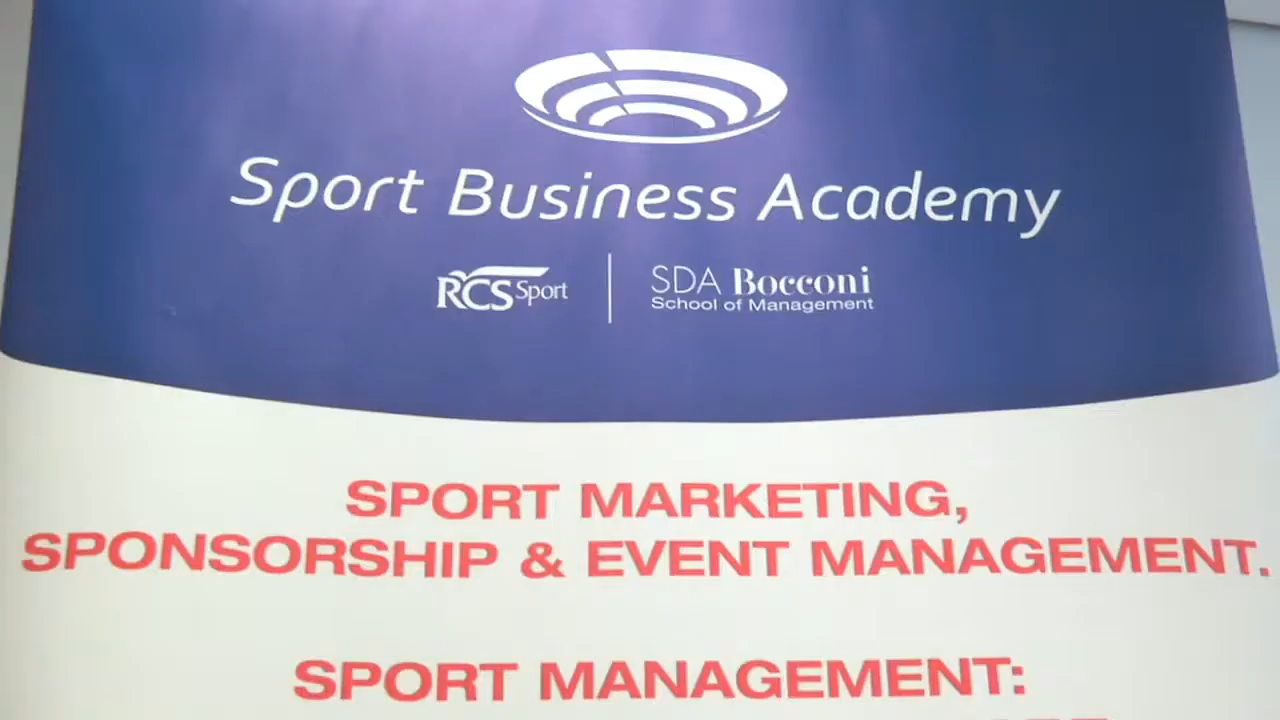 Sport Business Academy
RCS Sport
SDA Bocconi
School of Management
SPORT MARKETING,
SPONSORSHIP & EVENT MANAGEMENT.
SPORT MANAGEMENT: